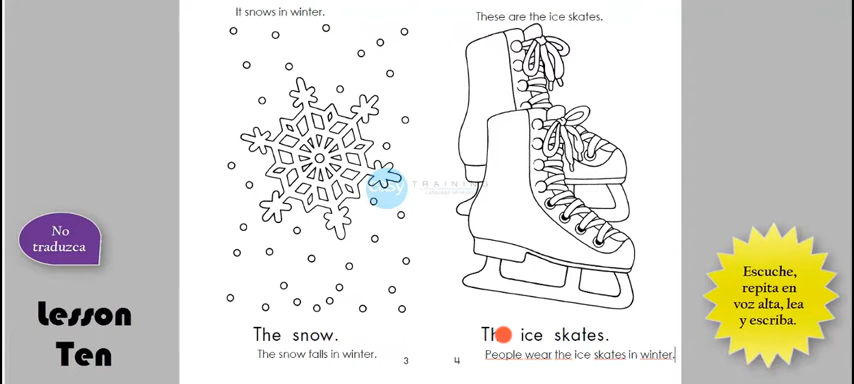 It snows in winter.
These are the ice skates.
easy TRAINING
No
traduzca
Lesson
Ten
Escuche,
repita en
voz alta, lea
y escriba.
The snow.
The snow falls in winter.
3
ice skates.
4
People wear the ice skates in winter.